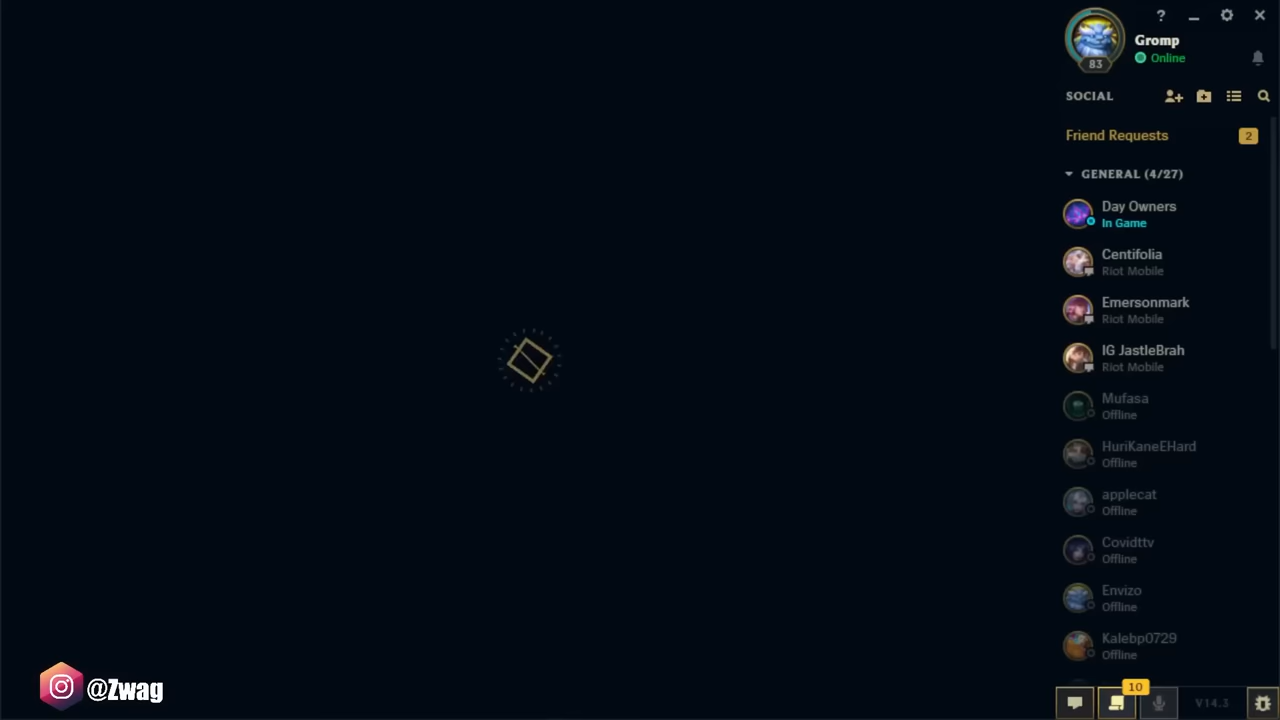 ?
Gromp
Online
83
SOCIAL
Friend Requests
2
GENERAL (4/27)
Day Owners
In Game
Centifolia
Riot Mobile
Emersonmark
Riot Mobile
IG JastleBrah
Riot Mobile
Mufasa
Offline
HuriKaneEHard
Offline
applecat
Offline
Covidttv
Offline
Envizo
Offline
Kalebp0729
Offline
@Zwag
10
V14.3